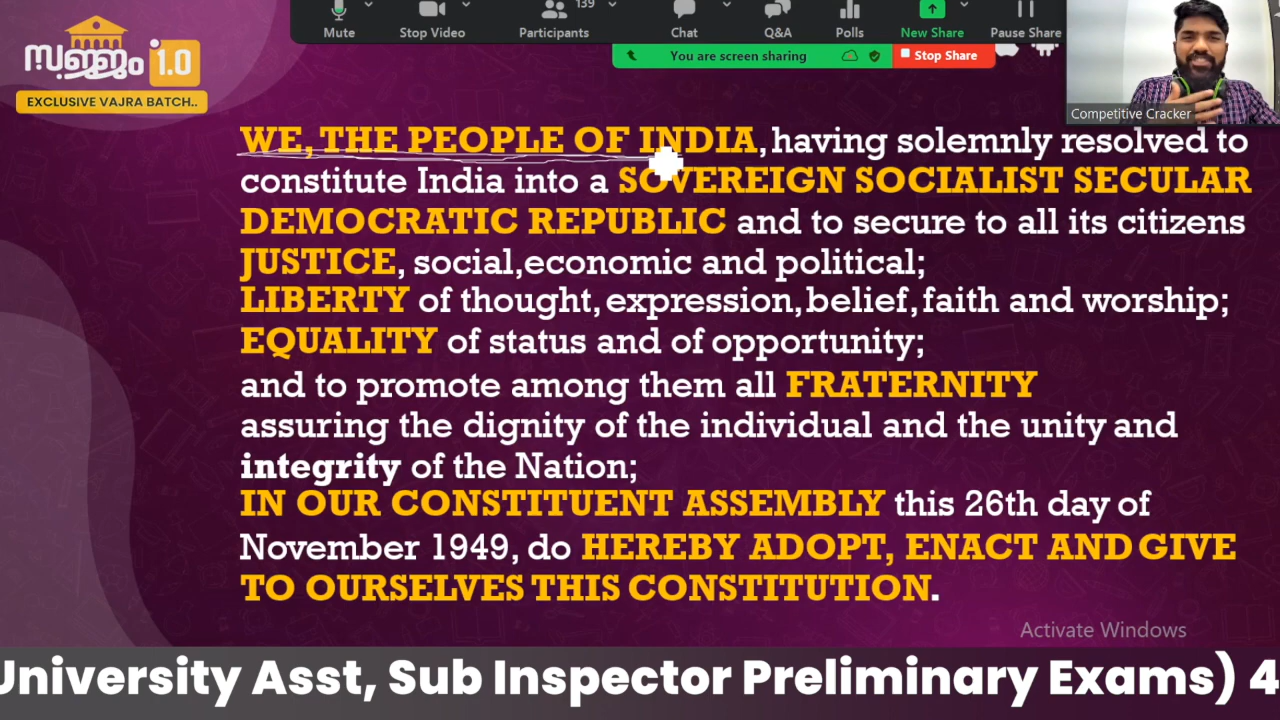 139
Mute
Stop Video
Participants
Chat
Q&A
Polls
New Share
Pause Share
You are screen sharing
Stop Share
1.0
EXCLUSIVE VAJRA BATCH..
Competitive Cracker
WE, THE PEOPLE OF INDIA, having solemnly resolved to
constitute India into a SOVEREIGN SOCIALIST SECULAR
DEMOCRATIC REPUBLIC and to secure to all its citizens
JUSTICE, social,economic and political;
LIBERTY of thought, expression, belief, faith and worship;
EQUALITY of status and of opportunity;
and to promote among them all FRATERNITY
assuring the dignity of the individual and the unity and
integrity of the Nation;
IN OUR CONSTITUENT ASSEMBLY this 26th day of
November 1949, do HEREBY ADOPT, ENACT AND GIVE
TO OURSELVES THIS CONSTITUTION.
Activate Windows
University Asst, Sub Inspector Preliminary Exams) 4